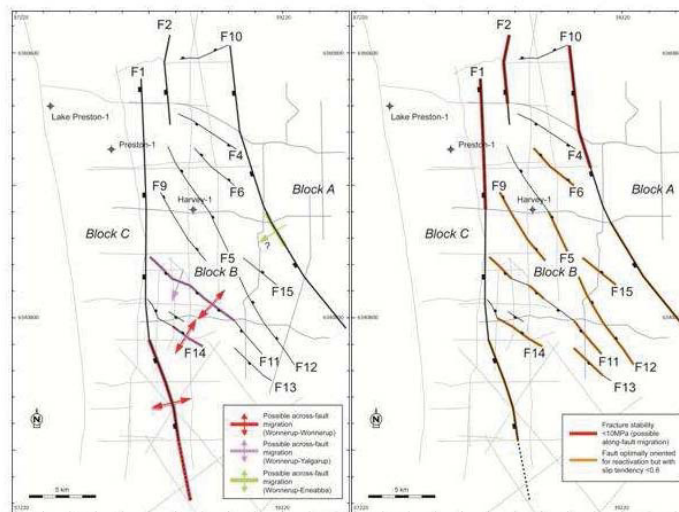 F2
F10
F1
Lake Preston-1
Preston-1
F4
F6
F9
Block A
Harvey-1
Block C
?
F5
Block B
F15
F14
F11
F12
F13
N
5 km
Possible across-fault
migration
(Wonnerup-Wonnerup)
Possible across-fault
migration
(Wonnerup-Yalgarup)
Possible across-fault
migration
(Wonnerup-Eneabba)
F2
F10
F1
Lake Preston-1
Preston-1
F4
F6
F9
Block A
Harvey-1
Block C
F5
Block B
F15
F14
F11
F12
F13
N
5 km
Fracture stability
<10MPa (possible
along-fault migration)
Fault optimally oriented
for reactivation but with
slip tendency <0.6